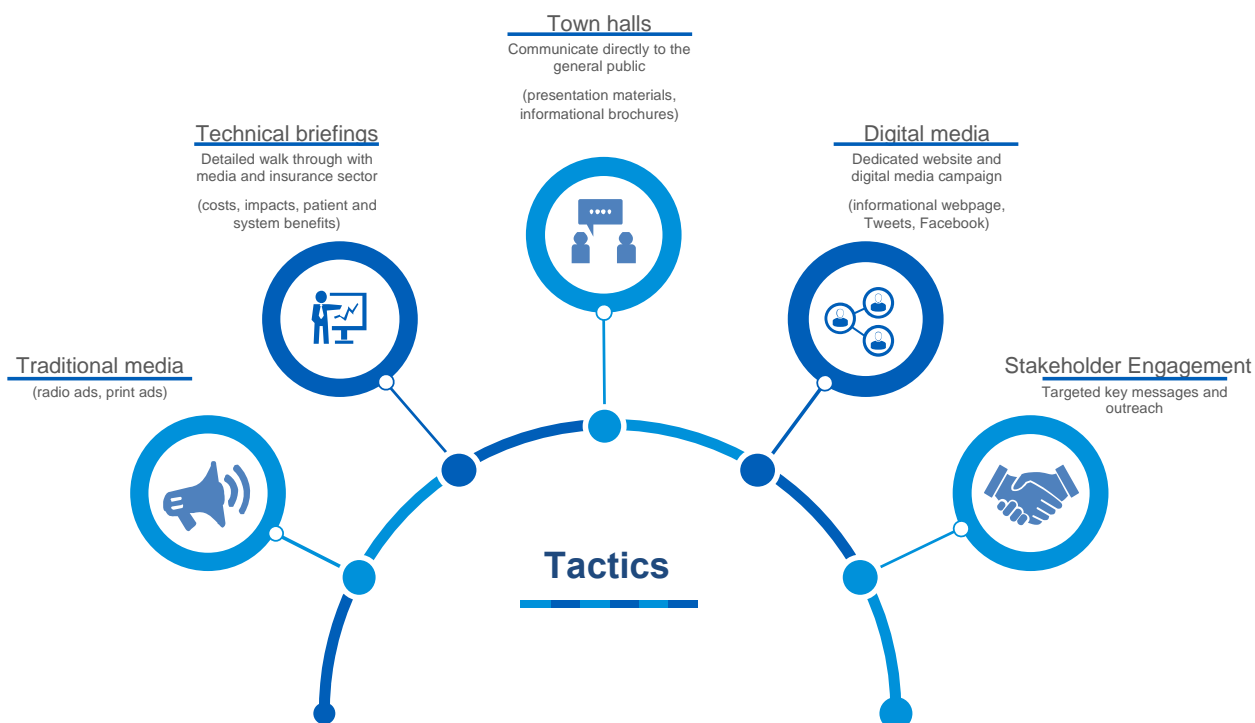 Town halls
Communicate directly to the
general public
(presentation materials,
informational brochures)
Technical briefings
Detailed walk through with
media and insurance sector
(costs, impacts, patient and
system benefits)
Digital media
Dedicated website and
digital media campaign
(informational webpage,
Tweets, Facebook)
Traditional media
(radio ads, print ads)
Stakeholder Engagement
Targeted key messages and
outreach
Tactics